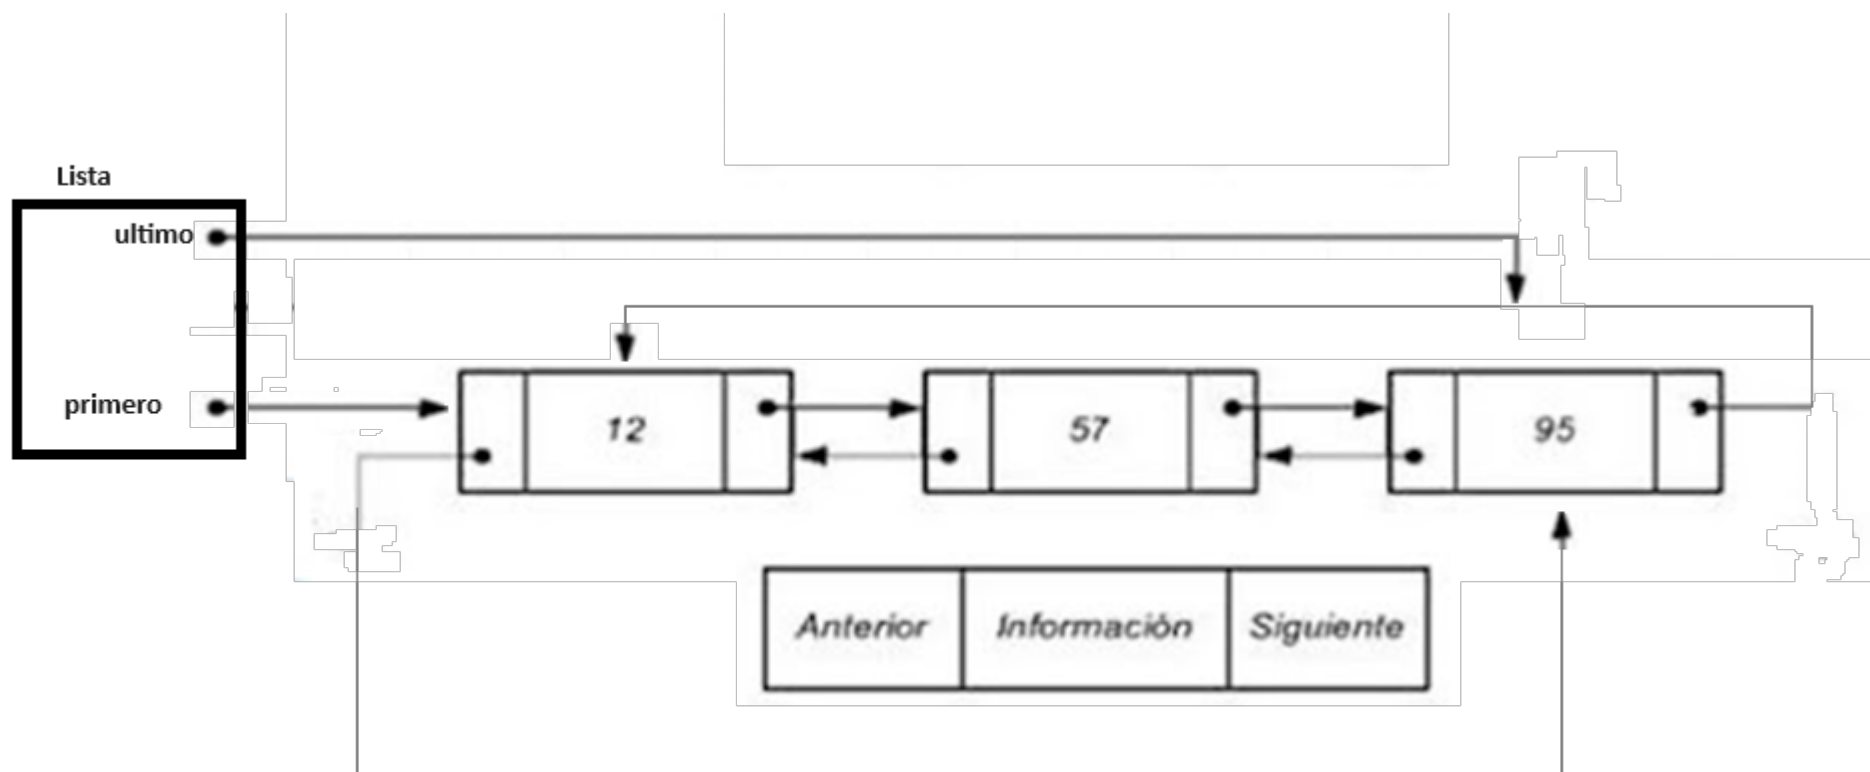 Lista
ultimo
primero
12
57
95
Anterior
Información
Siguiente